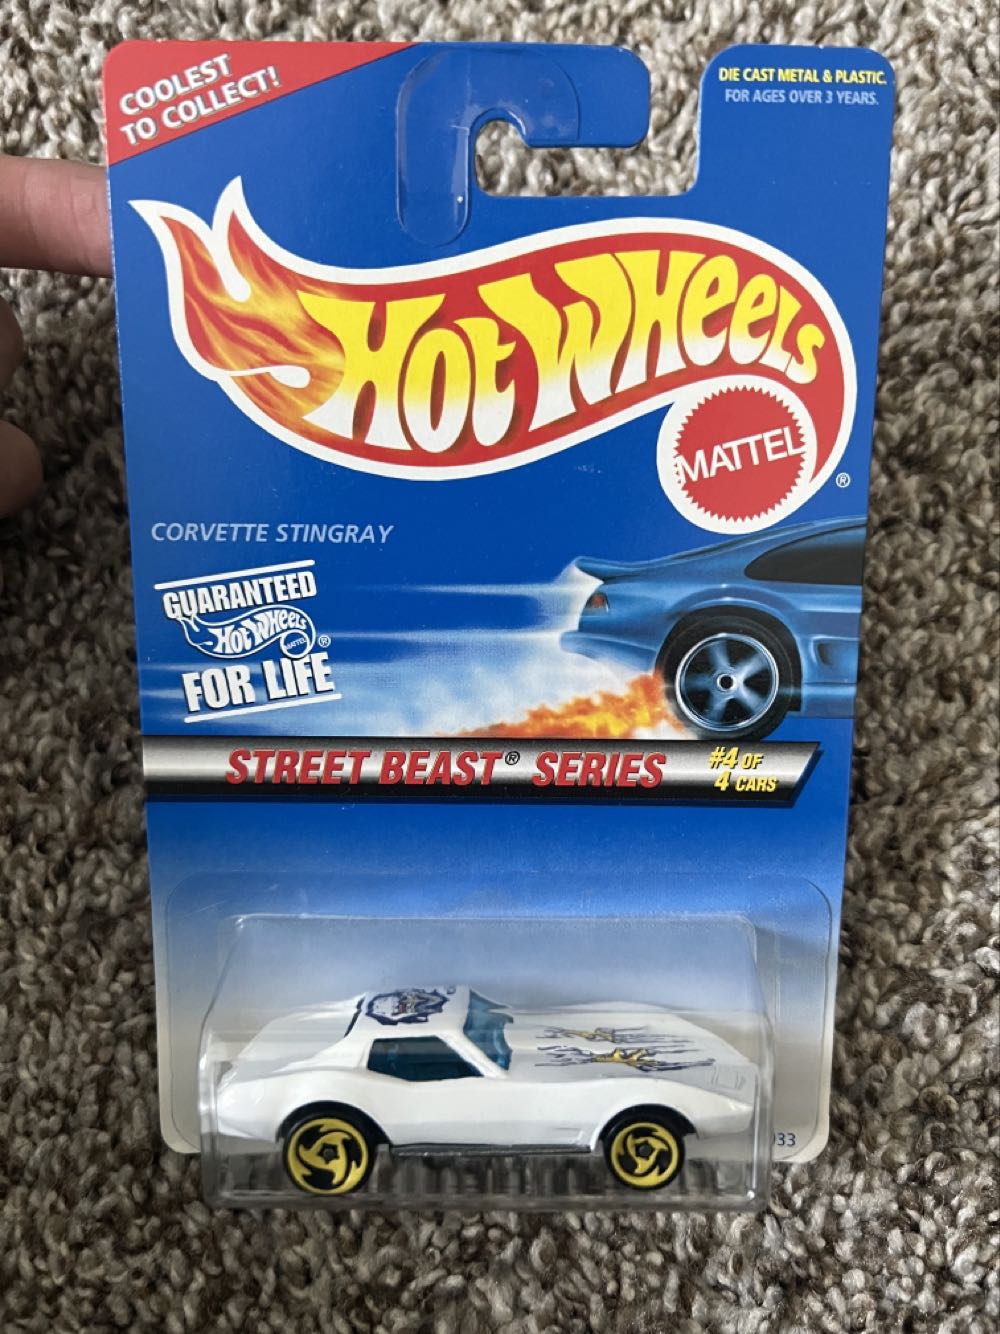 COOLEST
TO COLLECT!
DIE CAST METAL & PLASTIC.
FOR AGES OVER 3 YEARS.
HOT WHEELS
MATTEL
®
CORVETTE STINGRAY
GUARANTEED
HOT WHEELS
MATTEL
®
FOR LIFE
STREET BEAST® SERIES
#4 OF
4 CARS